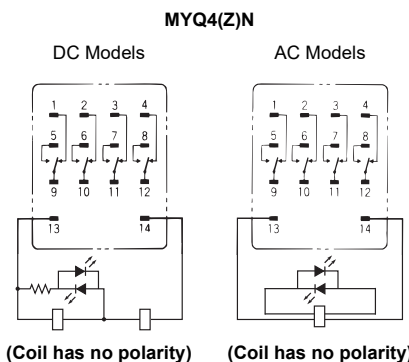 MYQ4(Z)N
DC Models AC Models
1 2 3 4 1 2 3 4
5 6 7 8 5 6 7 8
9 10 11 12 9 10 11 12
13 14 13 14
(Coil has no polarity) (Coil has no polarity)